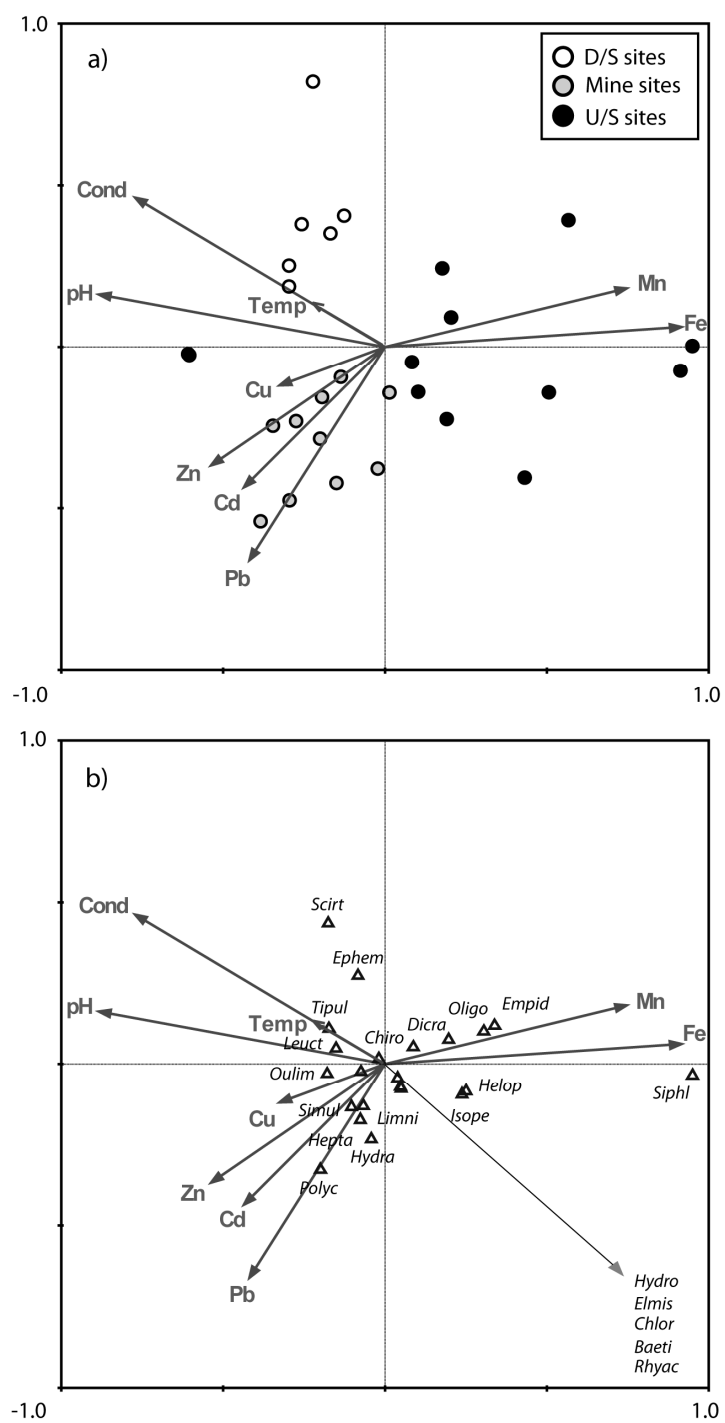 1.0
a)
D/S sites
Mine sites
U/S sites
Cond
pH
Temp
Mn
Fe
Cu
Zn
Cd
Pb
-1.0
1.0
1.0
b)
Scirt
Cond
Ephem
pH
Tipul
Temp
Leuct
Chiro
Dicra
Oligo
Empid
Mn
Fe
Oulim
Helop
Siphl
Cu
Simul
Limni
Isope
Hepta
Hydra
Zn
Polyc
Cd
Pb
Hydro
Elmis
Chlor
Baeti
Rhyac
-1.0
1.0